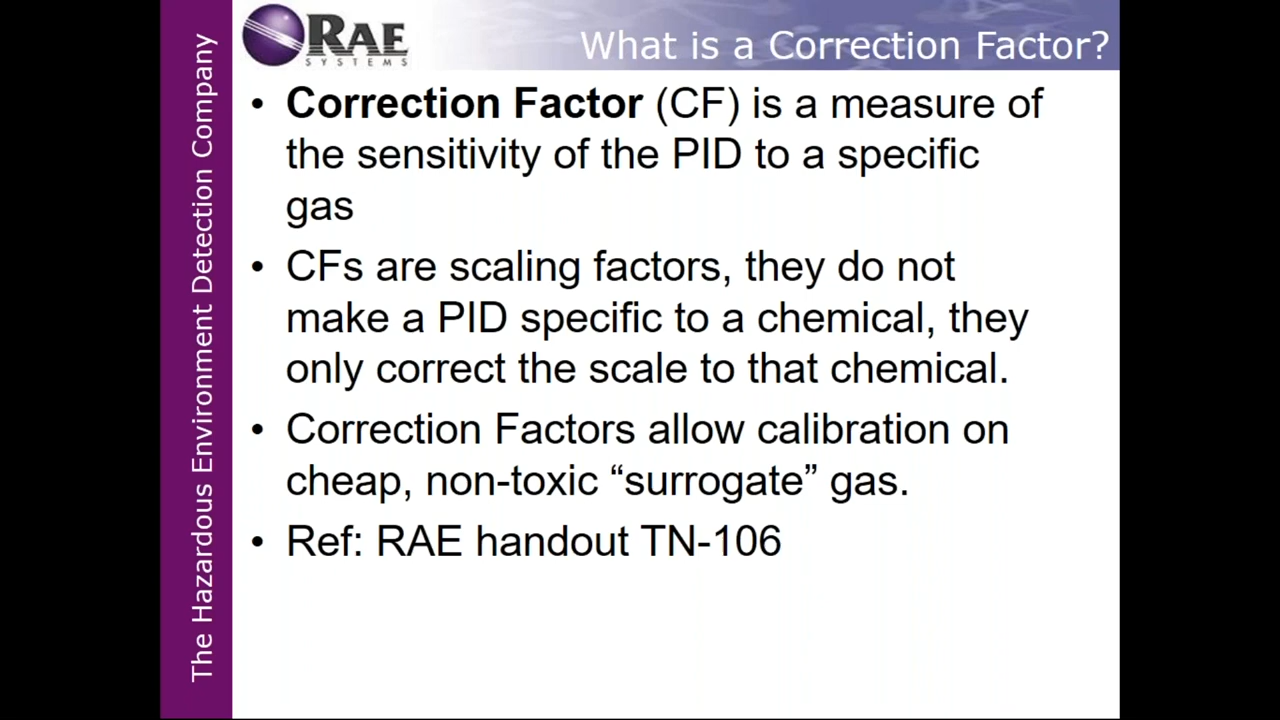 RAE
SYSTEMS
What is a Correction Factor?
The Hazardous Environment Detection Company
• Correction Factor (CF) is a measure of
the sensitivity of the PID to a specific
gas
• CFs are scaling factors, they do not
make a PID specific to a chemical, they
only correct the scale to that chemical.
• Correction Factors allow calibration on
cheap, non-toxic “surrogate” gas.
• Ref: RAE handout TN-106